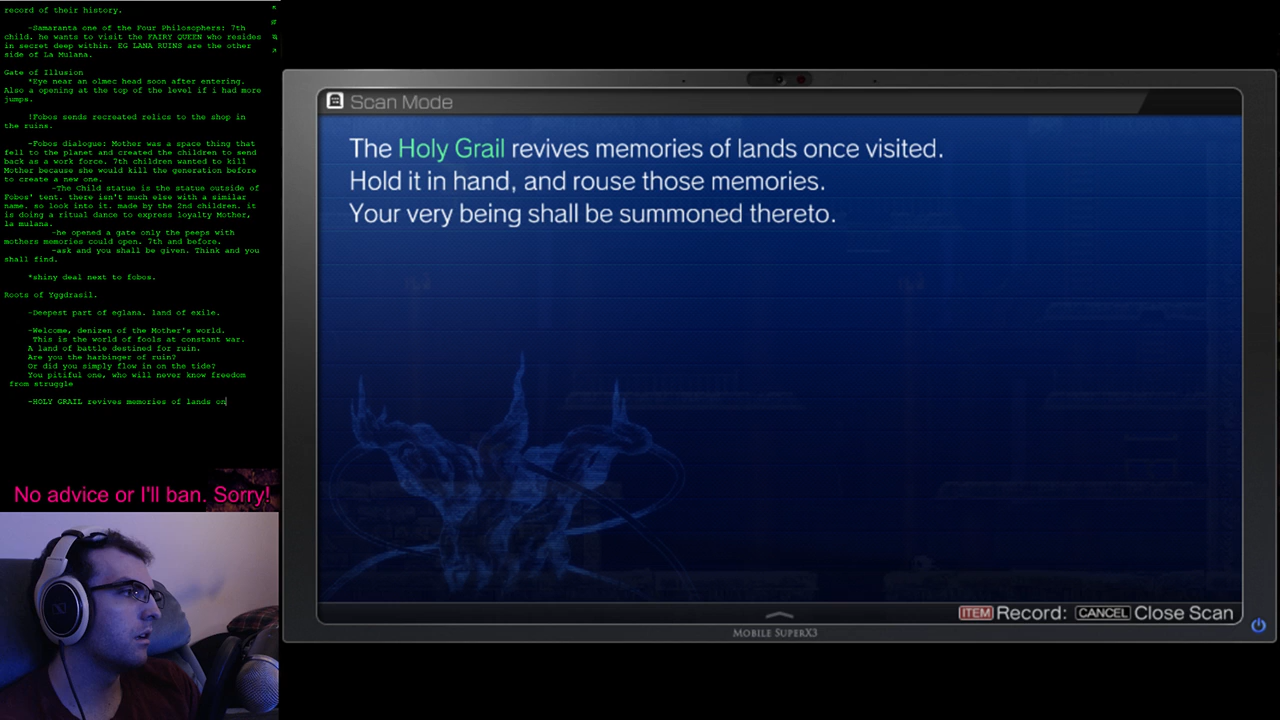 record of their history.
-Samaranta one of the Four Philosophers: 7th
child. he wants to visit the FAIRY QUEEN who resides
in secret deep within. EG LANA RUINS are the other
side of La Mulana.
Gate of Illusion
*Eye near an olmec head soon after entering.
Also a opening at the top of the level if i had more
jumps.
!Fobos sends recreated relics to the shop in
the ruins.
-Fobos dialogue: Mother was a space thing that
fell to the planet and created the children to send
back as a work force. 7th children wanted to kill
Mother because she would kill the generation before
to create a new one.
-The Child status is the status outside of
Fobos' tent. there isn't much else with a similar
name. so look into it. made by the 2nd children. it
is doing a ritual dance to express loyalty Mother,
la mulana.
-he opened a gate only the peeps with
mothers memories could open. 7th and before.
-ask and you shall be given. Think and you
shall find.
*shiny deal next to fobos.
Roots of Yggdrasil.
-Deepest part of eglana. land of exile.
-Welcome, denizen of the Mother's world.
This is the world of fools at constant war.
A land of battle destined for ruin.
Are you the harbinger of ruin?
Or did you simply flow in on the tide?
You pitiful one, who will never know freedom
from struggle
-HOLY GRAIL revives memories of lands on
No advice or I'll ban. Sorry!
Scan Mode
The Holy Grail revives memories of lands once visited.
Hold it in hand, and rouse those memories.
Your very being shall be summoned thereto.
ITEM Record: CANCEL Close Scan
MOBILE SUPERX3